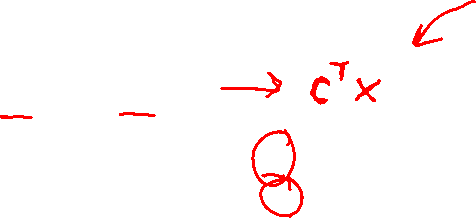 → cᵀx